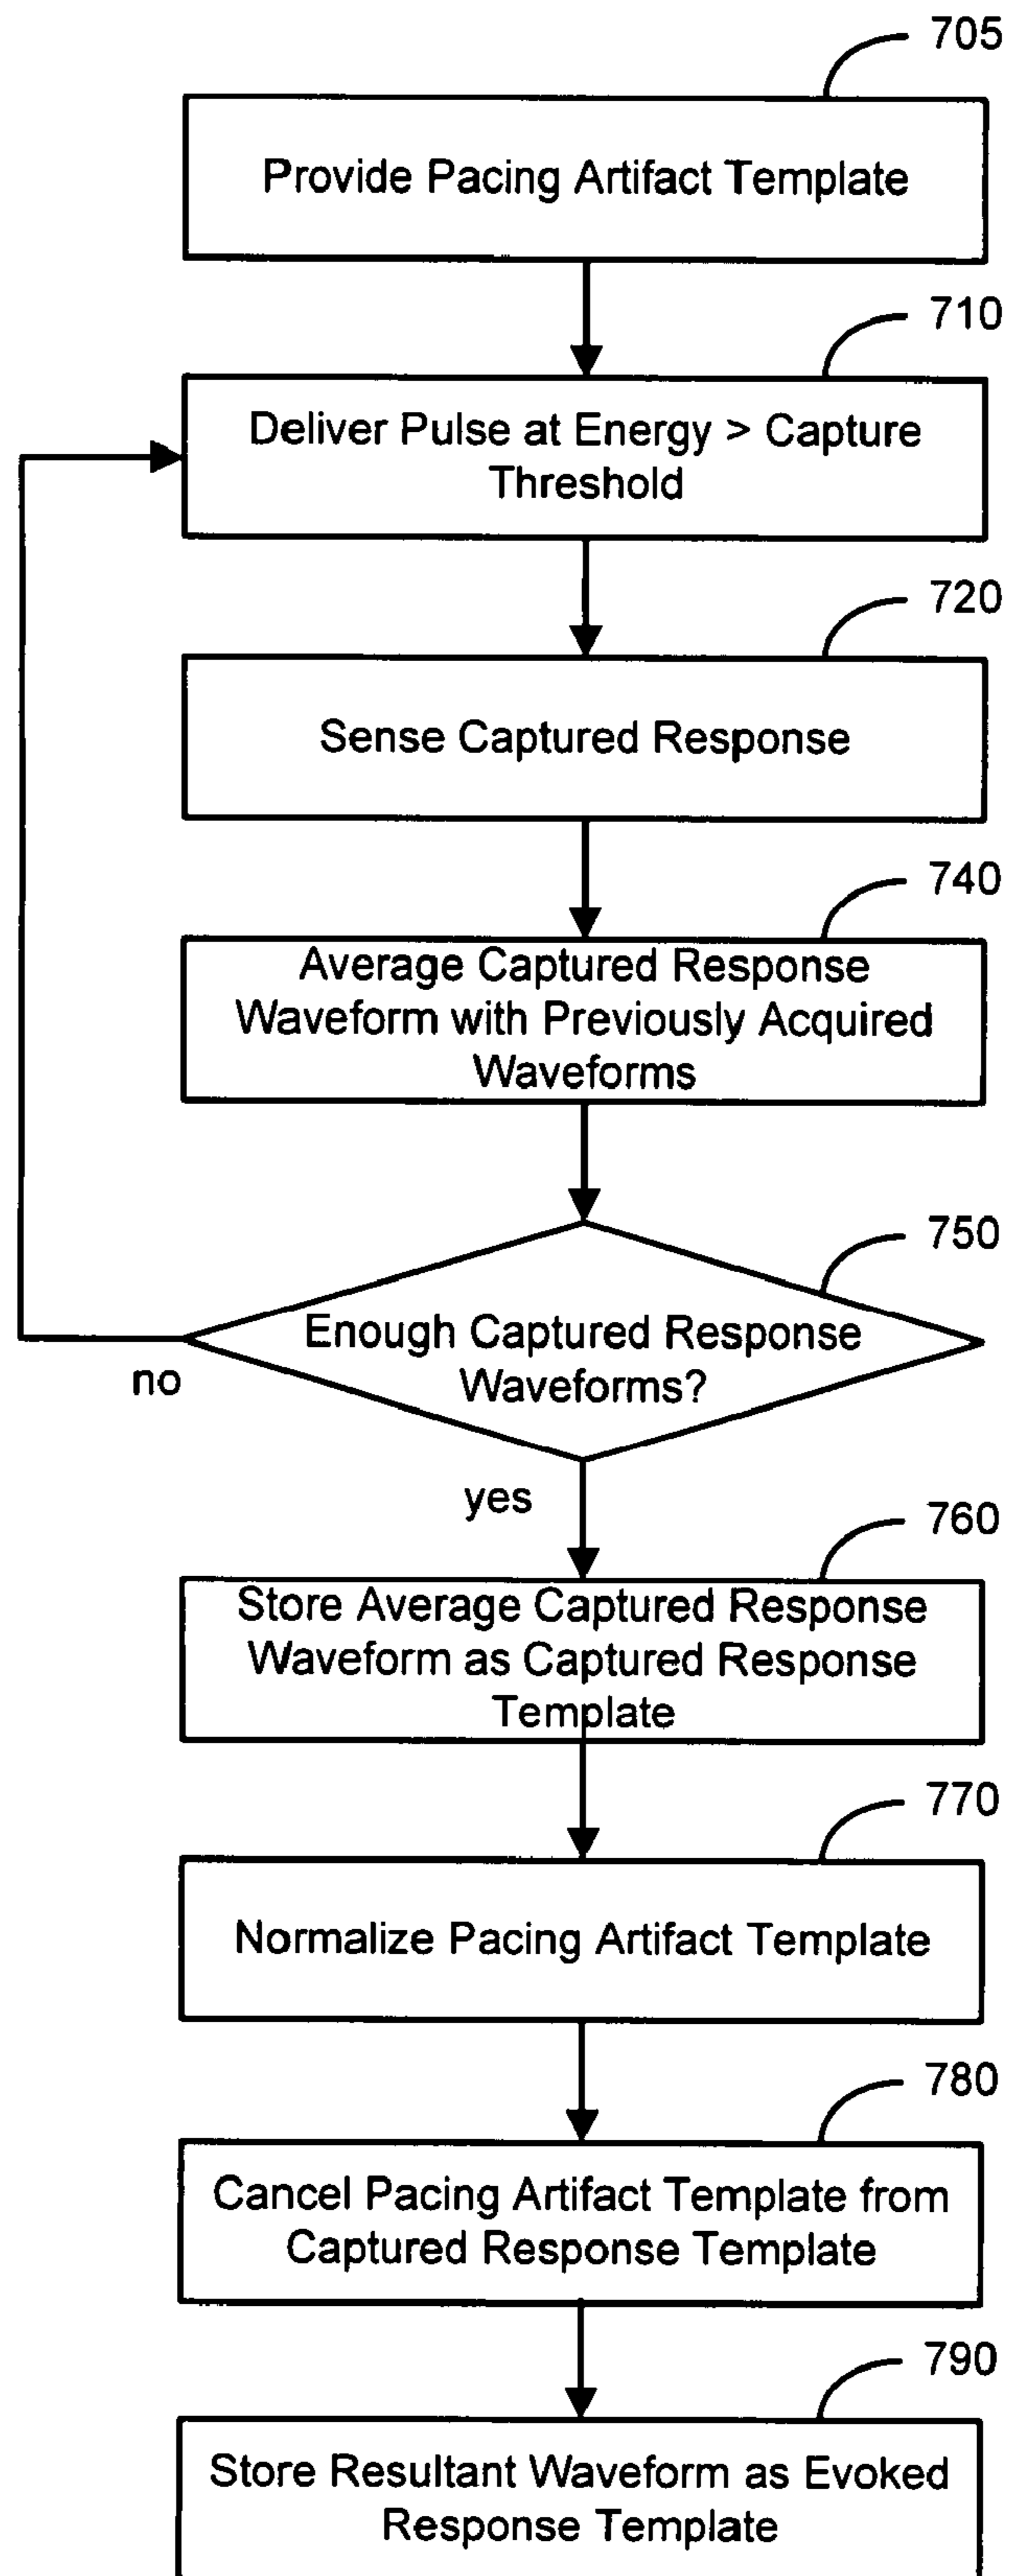 705
Provide Pacing Artifact Template
710
Deliver Pulse at Energy > Capture
Threshold
720
Sense Captured Response
740
Average Captured Response
Waveform with Previously Acquired
Waveforms
750
Enough Captured Response
Waveforms?
no
yes
760
Store Average Captured Response
Waveform as Captured Response
Template
770
Normalize Pacing Artifact Template
780
Cancel Pacing Artifact Template from
Captured Response Template
790
Store Resultant Waveform as Evoked
Response Template